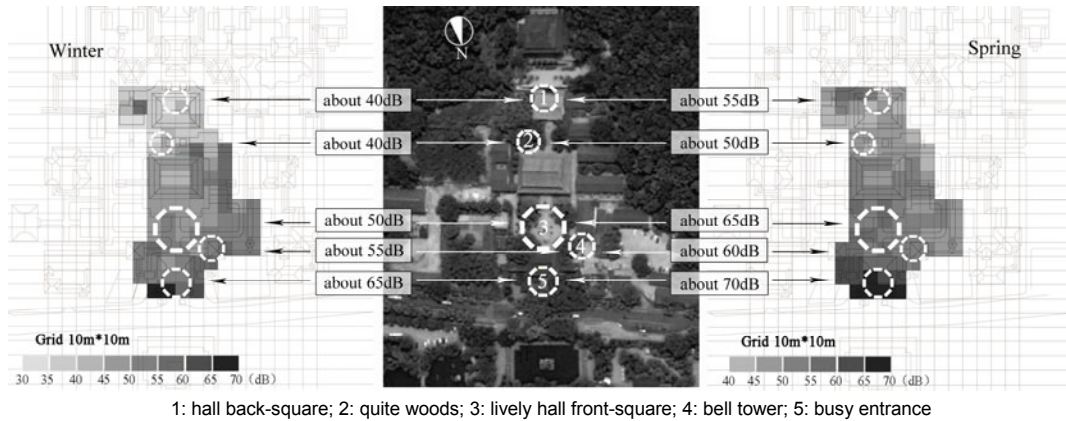 Winter
N
Spring
about 40dB
1
about 55dB
about 40dB
2
about 50dB
about 50dB
3
about 65dB
about 55dB
4
about 60dB
about 65dB
5
about 70dB
Grid 10m*10m
30 35 40 45 50 55 60 65 70 (dB)
Grid 10m*10m
40 45 50 55 60 65 70 (dB)
1: hall back-square; 2: quite woods; 3: lively hall front-square; 4: bell tower; 5: busy entrance